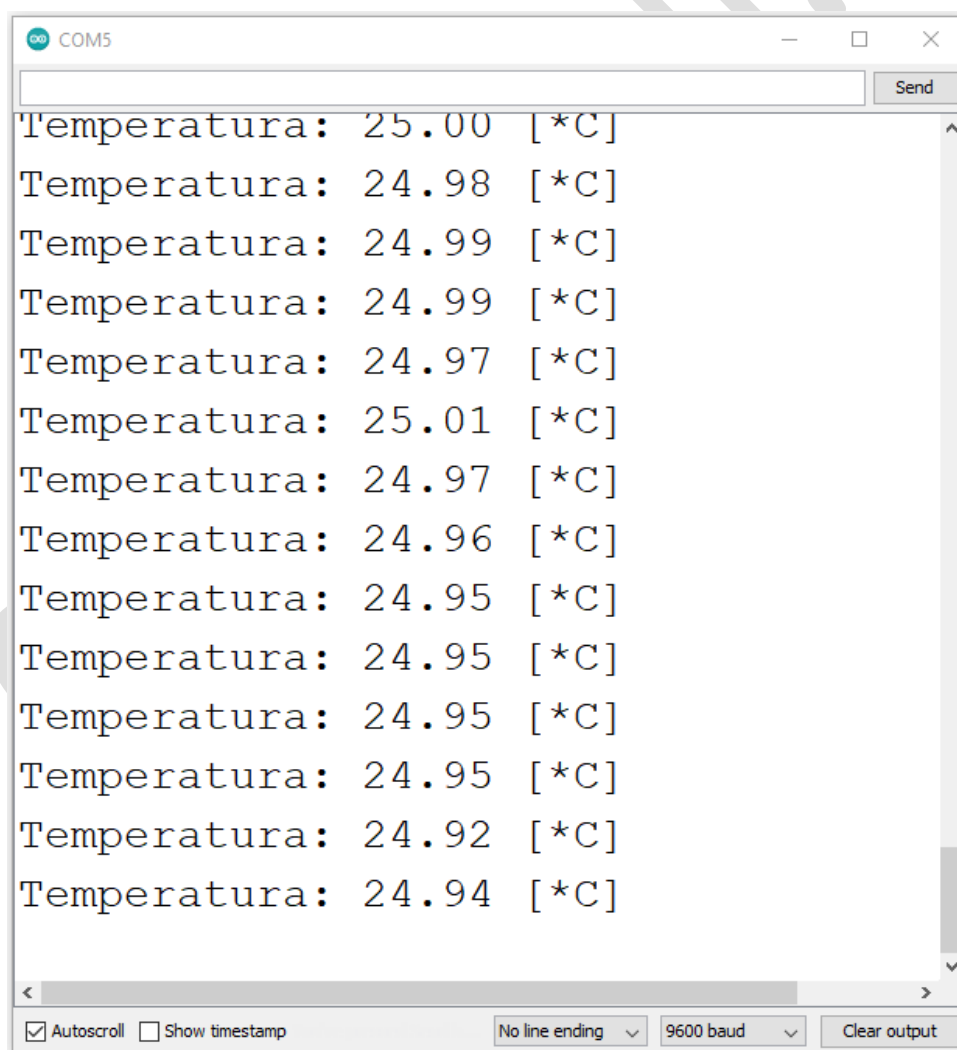 COM5
Send
Temperatura: 25.00 [*C]
Temperatura: 24.98 [*C]
Temperatura: 24.99 [*C]
Temperatura: 24.99 [*C]
Temperatura: 24.97 [*C]
Temperatura: 25.01 [*C]
Temperatura: 24.97 [*C]
Temperatura: 24.96 [*C]
Temperatura: 24.95 [*C]
Temperatura: 24.95 [*C]
Temperatura: 24.95 [*C]
Temperatura: 24.95 [*C]
Temperatura: 24.92 [*C]
Temperatura: 24.94 [*C]
Autoscroll Show timestamp No line ending 9600 baud Clear output